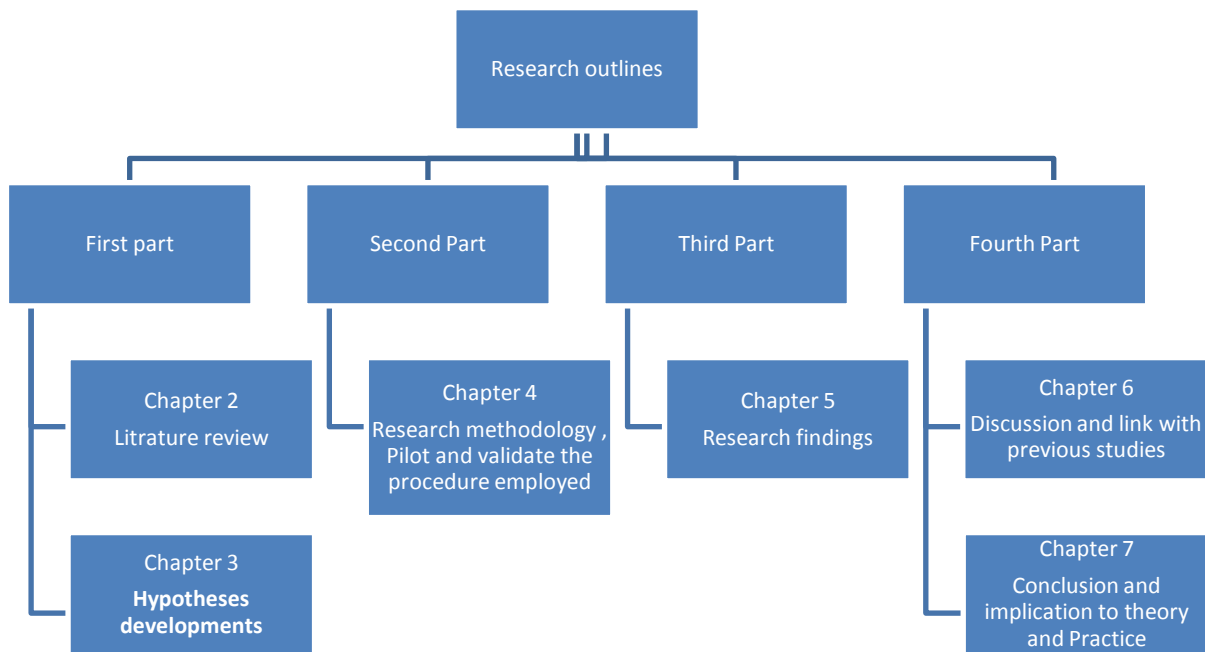 Research outlines
First part
Second Part
Third Part
Fourth Part
Chapter 2
Litrature review
Chapter 3
Hypotheses
developments
Chapter 4
Research methodology ,
Pilot and validate the
procedure employed
Chapter 5
Research findings
Chapter 6
Discussion and link with
previous studies
Chapter 7
Conclusion and
implication to theory
and Practice